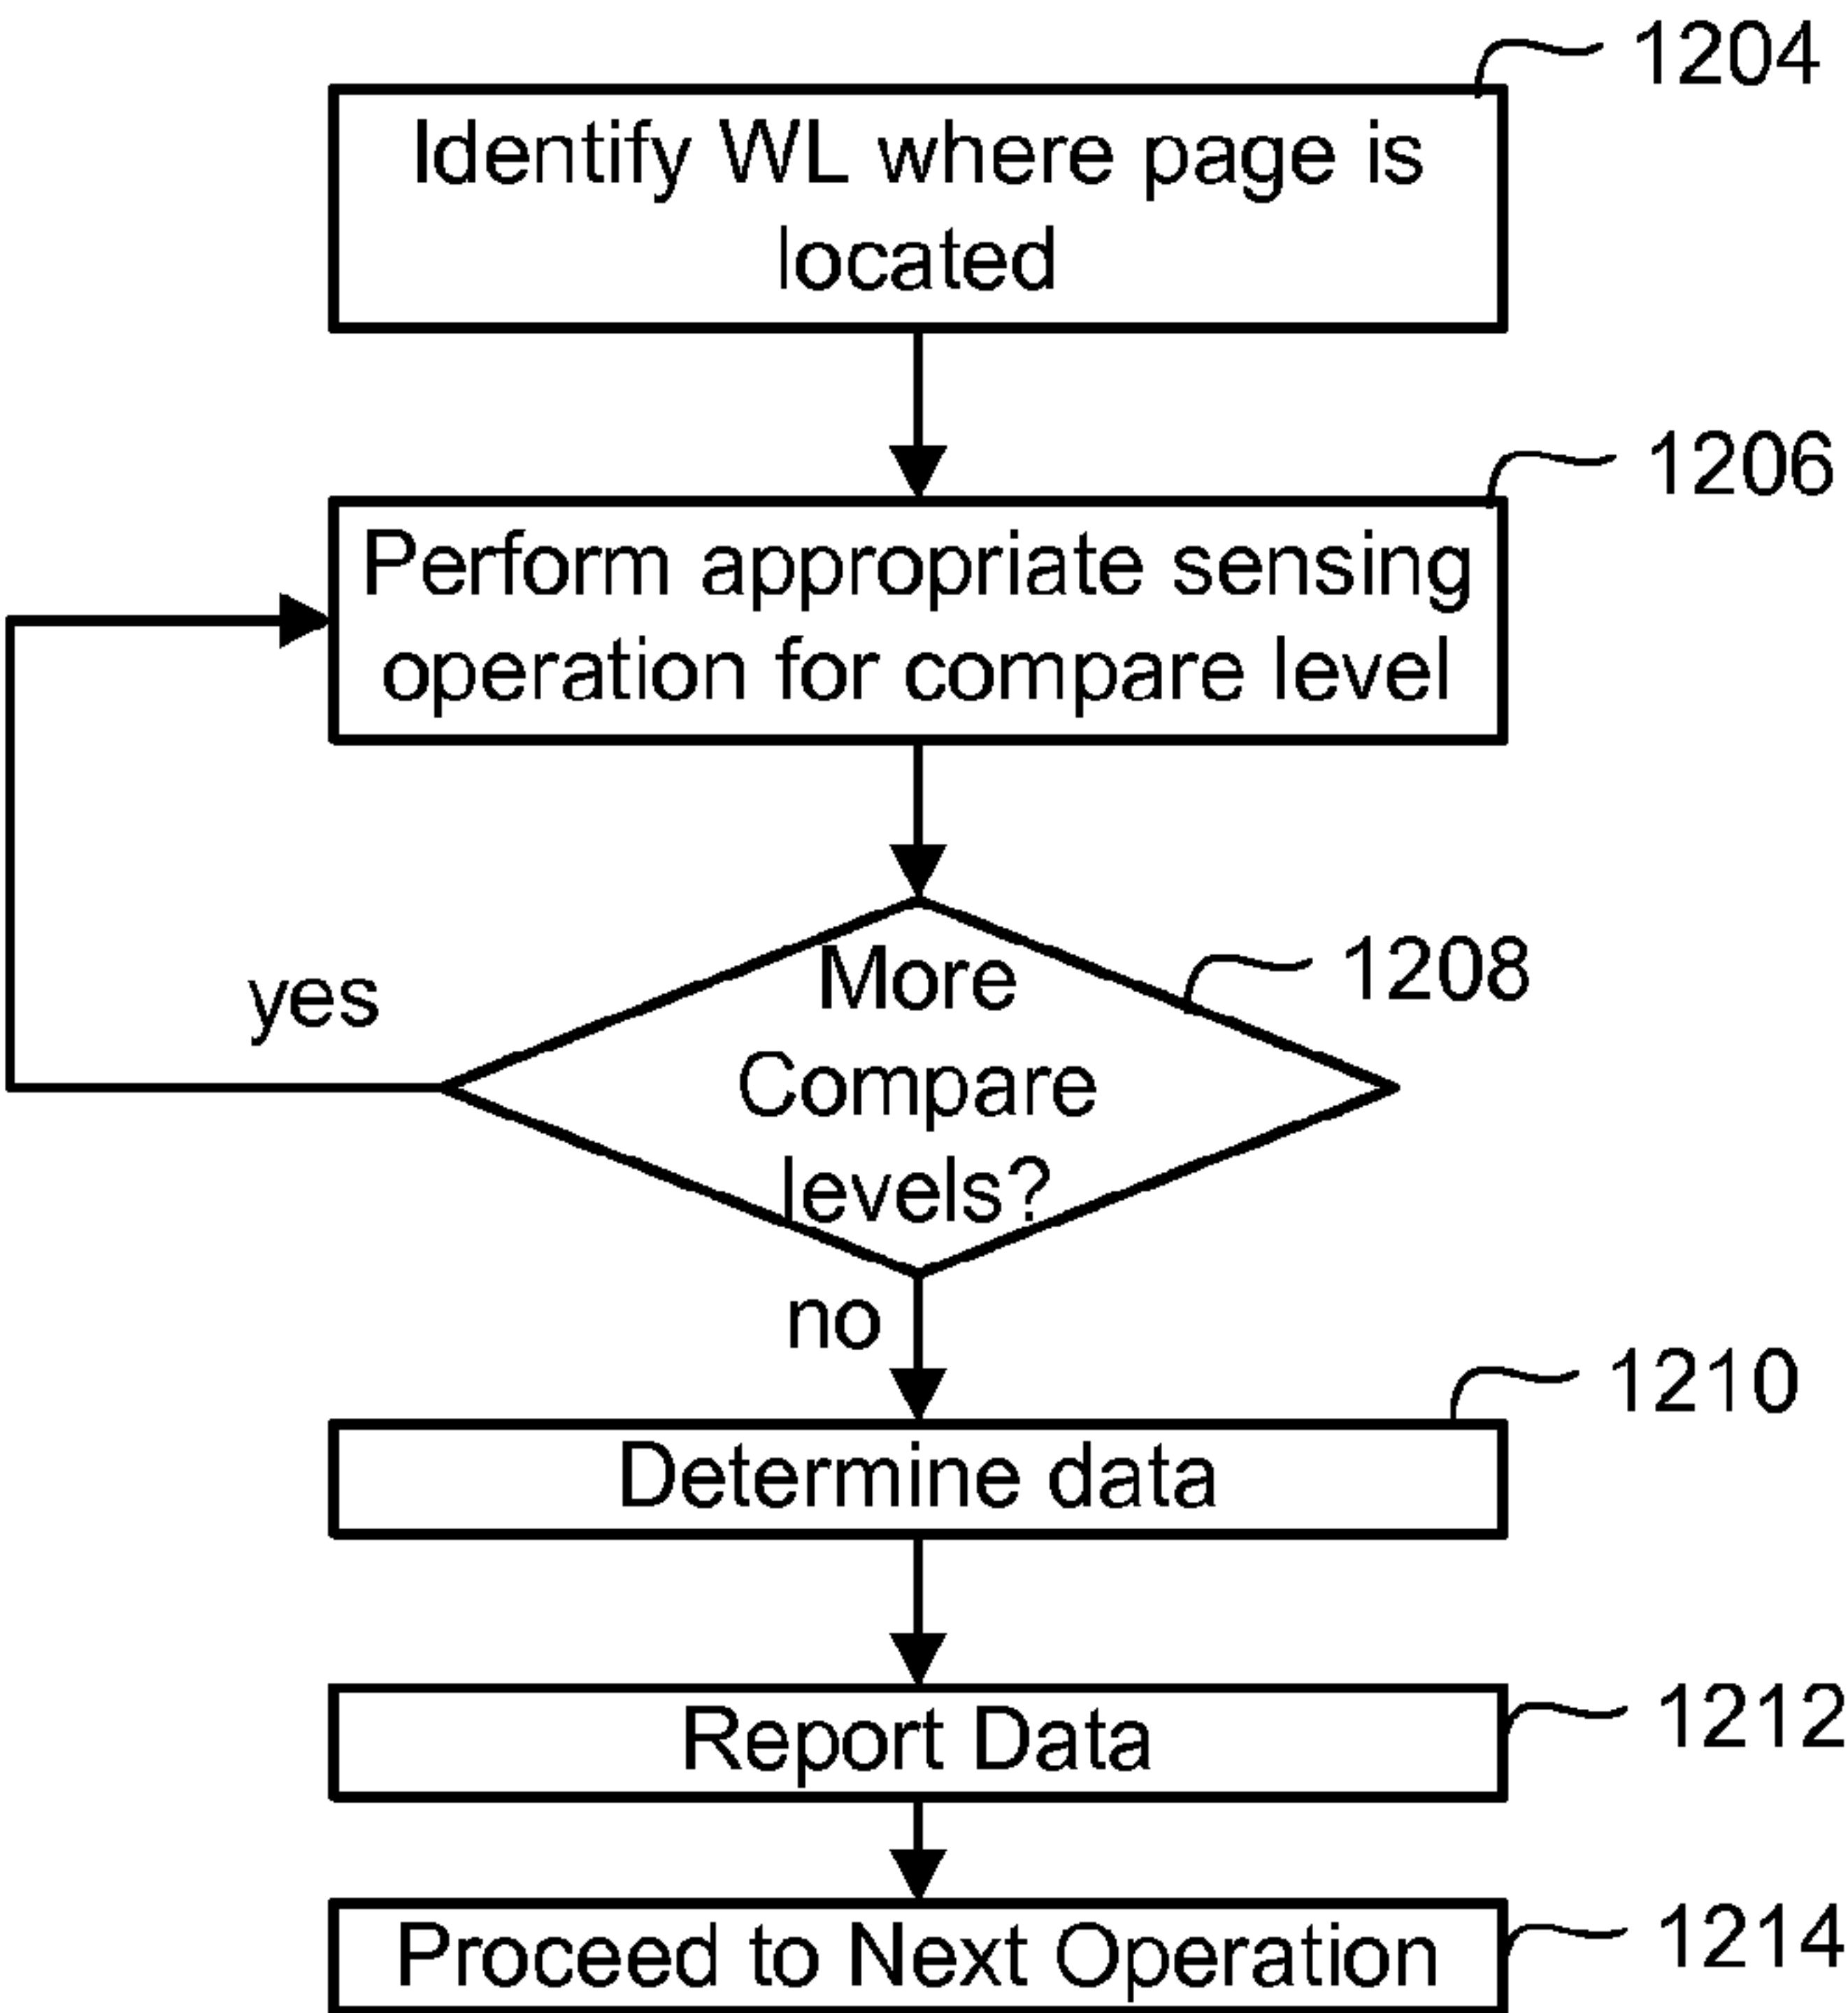 1204
Identify WL where page is
located
1206
Perform appropriate sensing
operation for compare level
1208
More
Compare
levels?
yes
no
1210
Determine data
1212
Report Data
1214
Proceed to Next Operation